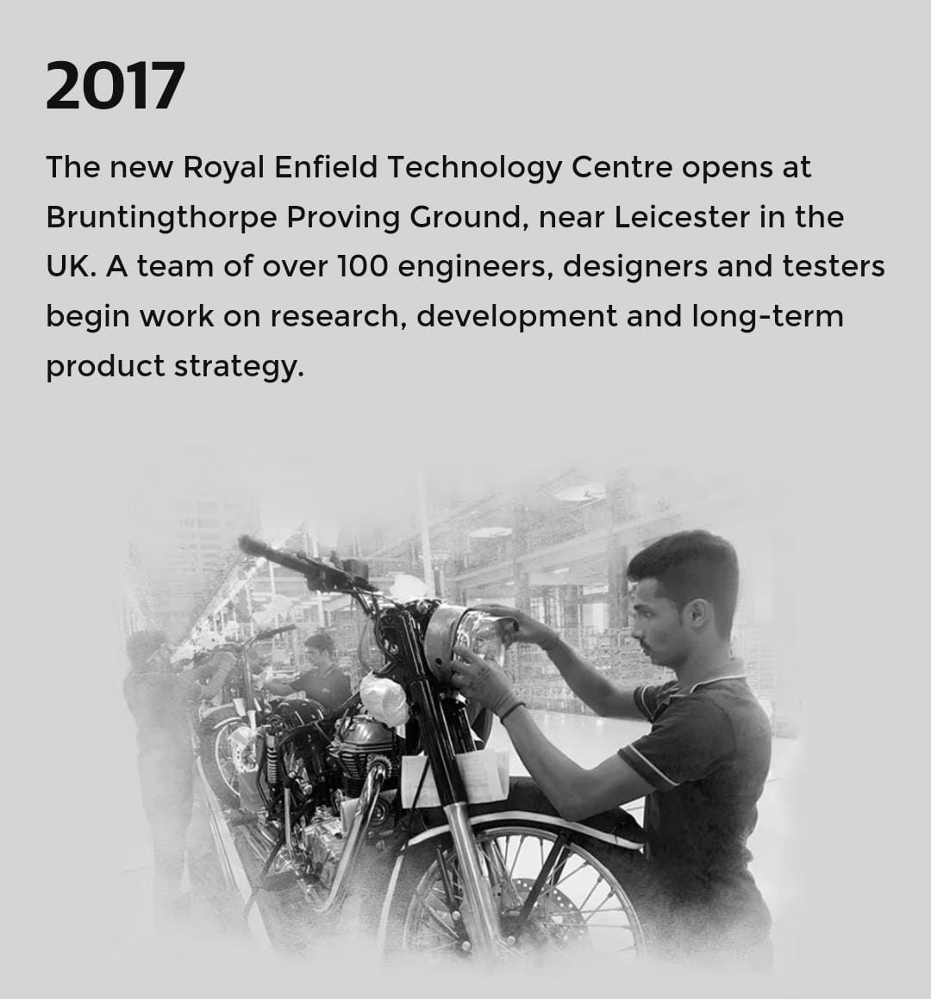 2017
The new Royal Enfield Technology Centre opens at
Bruntingthorpe Proving Ground, near Leicester in the
UK. A team of over 100 engineers, designers and testers
begin work on research, development and long-term
product strategy.